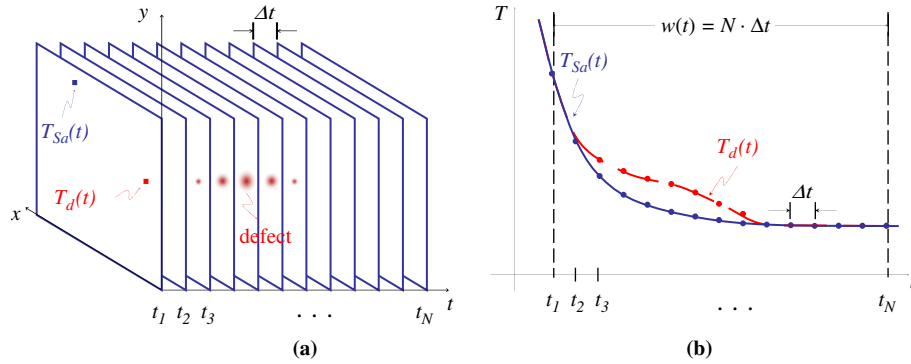 y
Δt
T_Sa(t)
T_d(t)
x
defect
t
t_1 t_2 t_3 . . . t_N
(a)
T
w(t) = N · Δt
T_Sa(t)
T_d(t)
Δt
t_1 t_2 t_3 . . . t_N
(b)